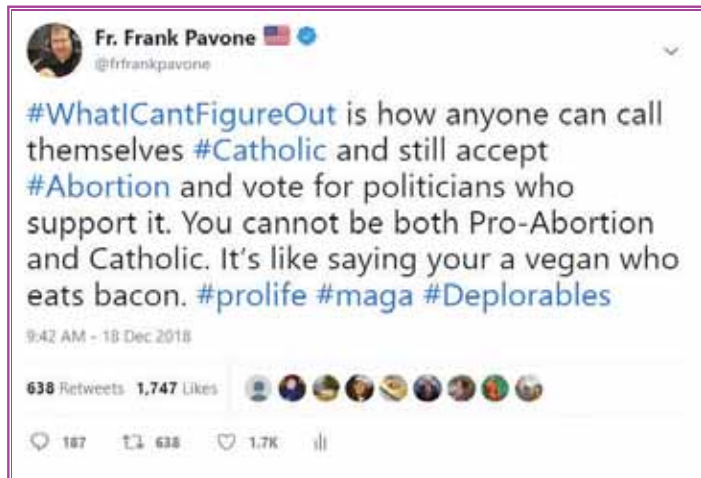 Fr. Frank Pavone
@frfrankpavone
#WhatICantFigureOut is how anyone can call
themselves #Catholic and still accept
#Abortion and vote for politicians who
support it. You cannot be both Pro-Abortion
and Catholic. It's like saying your a vegan who
eats bacon. #prolife #maga #Deplorables
9:42 AM - 18 Dec 2018
638 Retweets 1,747 Likes
187 638 1.7K